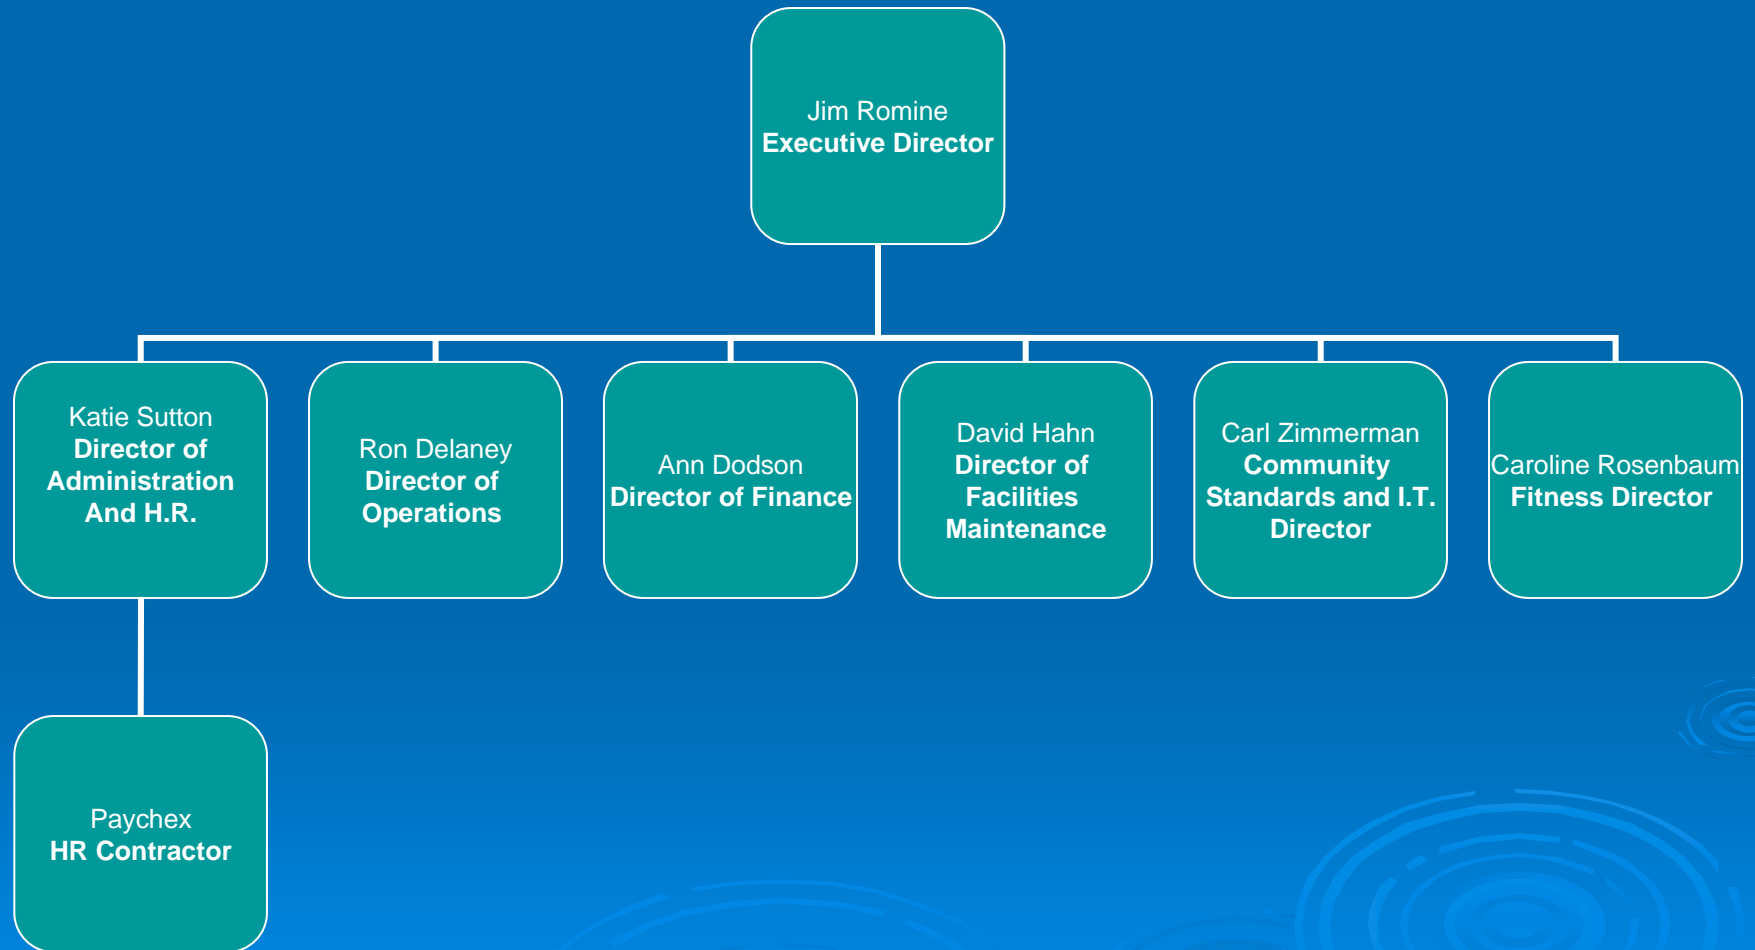 Jim Romine
Executive Director
Katie Sutton
Director of
Administration
And H.R.
Ron Delaney
Director of
Operations
Ann Dodson
Director of Finance
David Hahn
Director of
Facilities
Maintenance
Carl Zimmerman
Community
Standards and I.T.
Director
Caroline Rosenbaum
Fitness Director
Paychex
HR Contractor